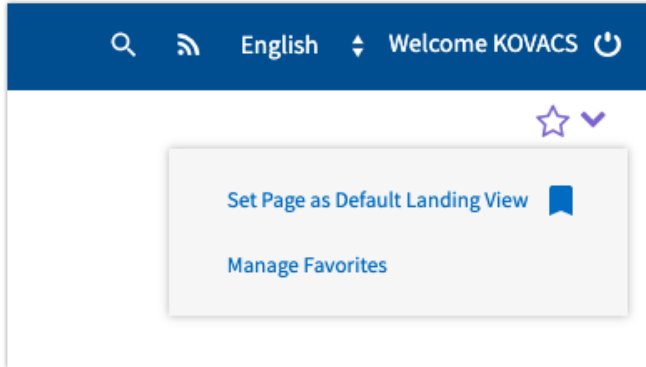 English Welcome KOVACS
Set Page as Default Landing View
Manage Favorites